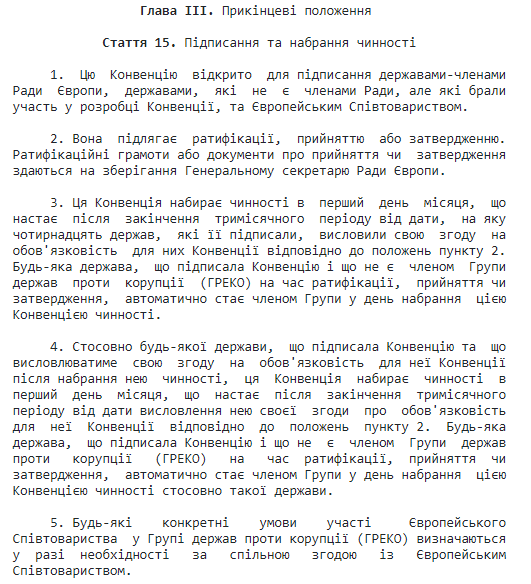 Глава III. Прикінцеві положення
Стаття 15. Підписання та набрання чинності
1. Цю Конвенцію відкрито для підписання державами-членами
Ради Європи, державами, які не є членами Ради, але які брали
участь у розробці Конвенції, та Європейським Співтовариством.
2. Вона підлягає ратифікації, прийняттю або затвердженню.
Ратифікаційні грамоти або документи про прийняття чи затвердження
здаються на зберігання Генеральному секретарю Ради Європи.
3. Ця Конвенція набирає чинності в перший день місяця, що
настає після закінчення тримісячного періоду від дати, на яку
чотирнадцять держав, які її підписали, висловили свою згоду на
обов'язковість для них Конвенції відповідно до положень пункту 2.
Будь-яка держава, що підписала Конвенцію і що не є членом Групи
держав проти корупції (ГРЕКО) на час ратифікації, прийняття чи
затвердження, автоматично стає членом Групи у день набрання цією
Конвенцією чинності.
4. Стосовно будь-якої держави, що підписала Конвенцію та що
висловлюватиме свою згоду на обов'язковість для неї Конвенції
після набрання нею чинності, ця Конвенція набирає чинності в
перший день місяця, що настає після закінчення тримісячного
періоду від дати висловлення нею своєї згоди про обов'язковість
для неї Конвенції відповідно до положень пункту 2. Будь-яка
держава, що підписала Конвенцію і що не є членом Групи держав
проти корупції (ГРЕКО) на час ратифікації, прийняття чи
затвердження, автоматично стає членом Групи у день набрання цією
Конвенцією чинності стосовно такої держави.
5. Будь-які конкретні умови участі Європейського
Співтовариства у Групі держав проти корупції (ГРЕКО) визначаються
у разі необхідності за спільною згодою із Європейським
Співтовариством.